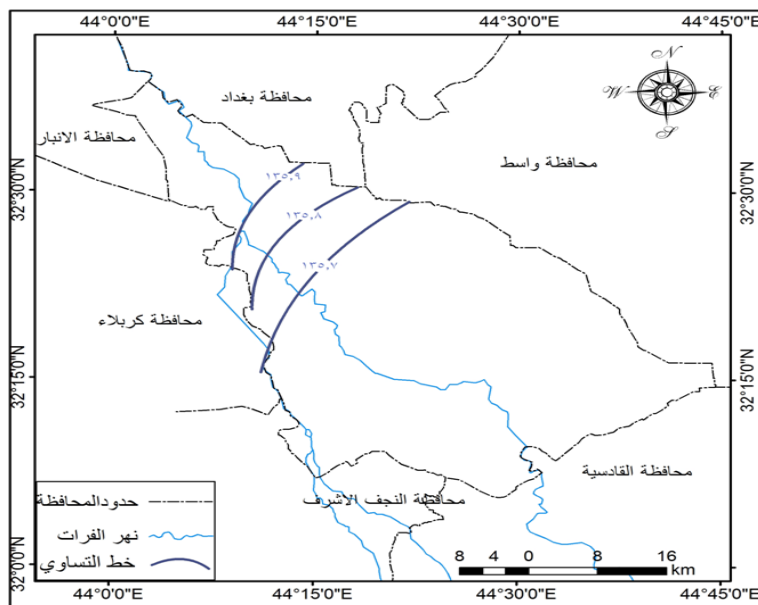 44°0'0"E 44°15'0"E 44°30'0"E 44°45'0"E
N
W E
S
محافظة بغداد
محافظة الانبار
محافظة واسط
32°30'0"N 32°30'0"N
١٣٥,٩
١٣٥,٨
١٣٥,٧
محافظة كربلاء
32°15'0"N 32°15'0"N
محافظة القادسية
محافظة النجف الاشرف
حدودالمحافظة
نهر الفرات
خط التساوي
32°0'0"N 32°0'0"N
8 4 0 8 16
km
44°0'0"E 44°15'0"E 44°30'0"E 44°45'0"E